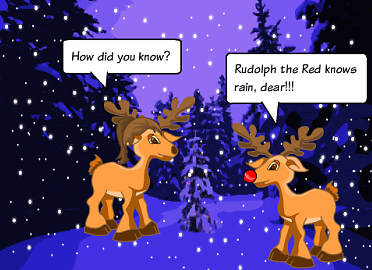 How did you know?
Rudolph the Red knows
rain, dear!!!